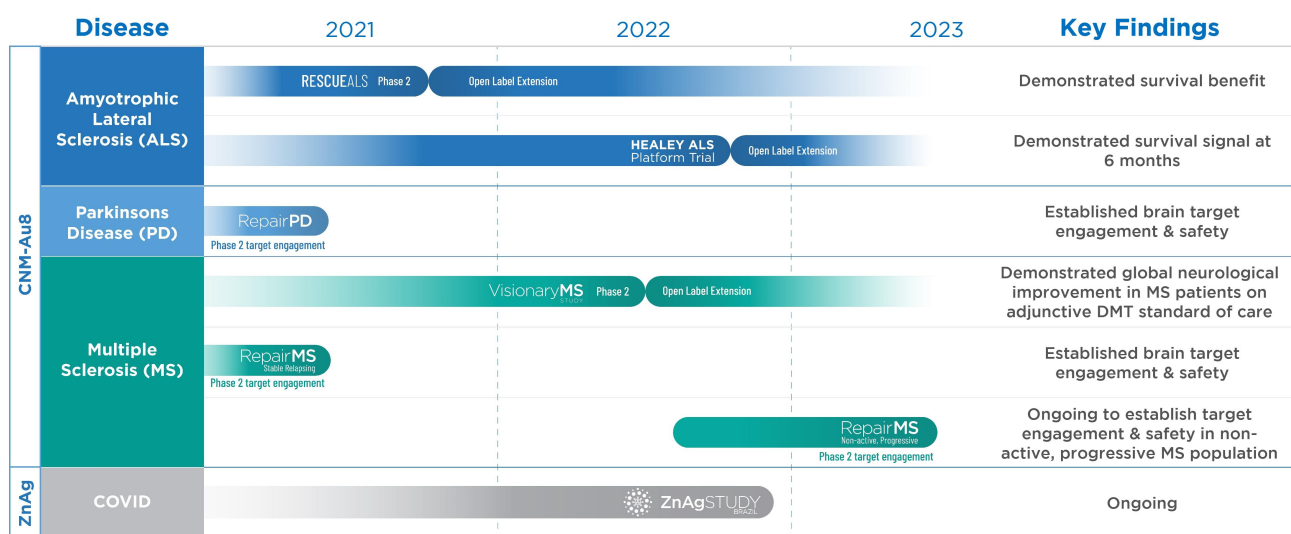 Disease
2021
2022
2023
Key Findings
CNM-Au8
Amyotrophic
Lateral
Sclerosis (ALS)
RESCUEALS Phase 2
Open Label Extension
Demonstrated survival benefit
HEALEY ALS
Platform Trial
Open Label Extension
Demonstrated survival signal at
6 months
Parkinsons
Disease (PD)
RepairPD
Phase 2 target engagement
Established brain target
engagement & safety
Multiple
Sclerosis (MS)
VisionaryMS
STUDY
Phase 2
Open Label Extension
Demonstrated global neurological
improvement in MS patients on
adjunctive DMT standard of care
RepairMS
Stable Relapsing
Phase 2 target engagement
Established brain target
engagement & safety
RepairMS
Non-active, Progressive
Phase 2 target engagement
Ongoing to establish target
engagement & safety in non-
active, progressive MS population
ZnAg
COVID
ZnAgSTUDY
BRAZIL
Ongoing